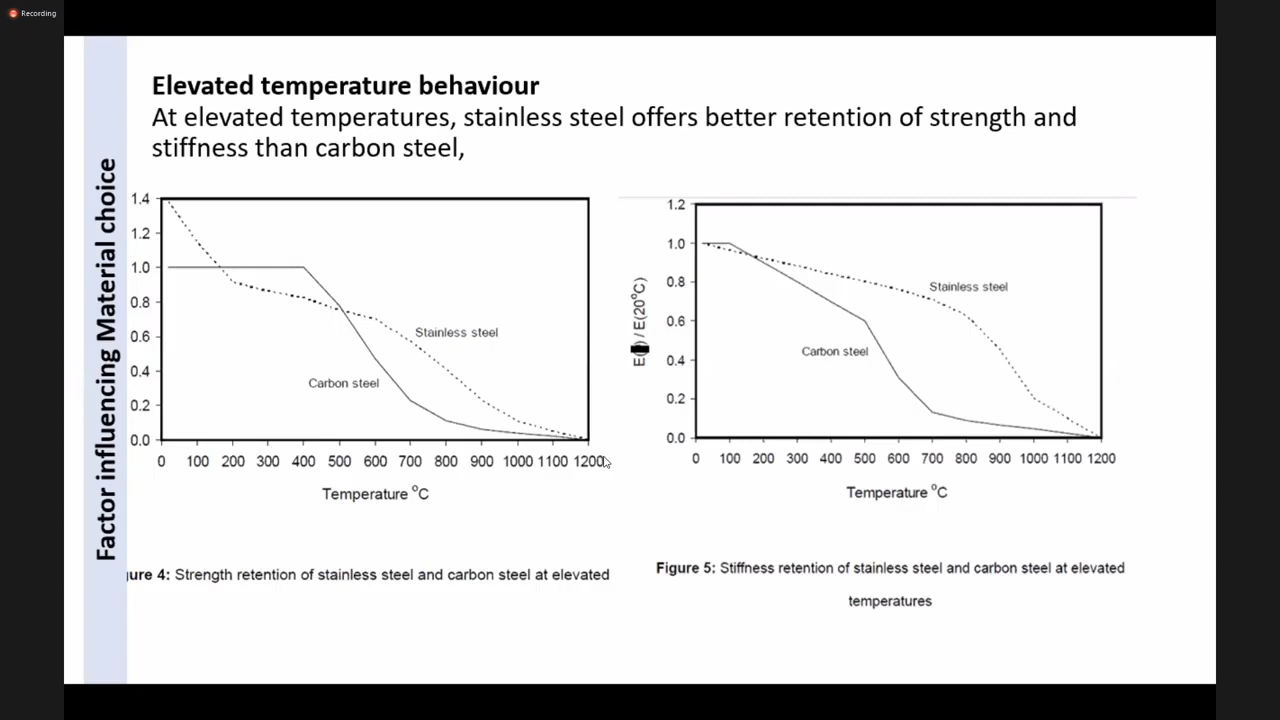 Recording
Factor influencing Material choice
Elevated temperature behaviour
At elevated temperatures, stainless steel offers better retention of strength and
stiffness than carbon steel,
1.4
1.2
1.0
0.8
0.6
0.4
0.2
0.0
Stainless steel
Carbon steel
0 100 200 300 400 500 600 700 800 900 1000 1100 1200
Temperature °C
ure 4: Strength retention of stainless steel and carbon steel at elevated
1.2
1.0
0.8
0.6
0.4
0.2
0.0
E( ) / E(20°C)
Stainless steel
Carbon steel
0 100 200 300 400 500 600 700 800 900 1000 1100 1200
Temperature °C
Figure 5: Stiffness retention of stainless steel and carbon steel at elevated
temperatures